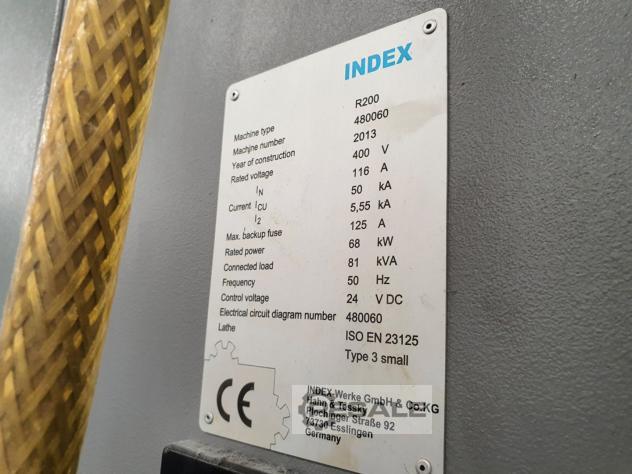 INDEX
Machine type R200
Machine number 480060
Year of construction 2013
Rated voltage 400 V
IN 116 A
Current ICU 50 kA
I2 5,55 kA
Max. backup fuse 125 A
Rated power 68 kW
Connected load 81 kVA
Frequency 50 Hz
Control voltage 24 V DC
Electrical circuit diagram number 480060
Lathe ISO EN 23125
Type 3 small
CE
INDEX-Werke GmbH & Co.KG
Hahn & Tessky
Plochinger Straße 92
73730 Esslingen
Germany